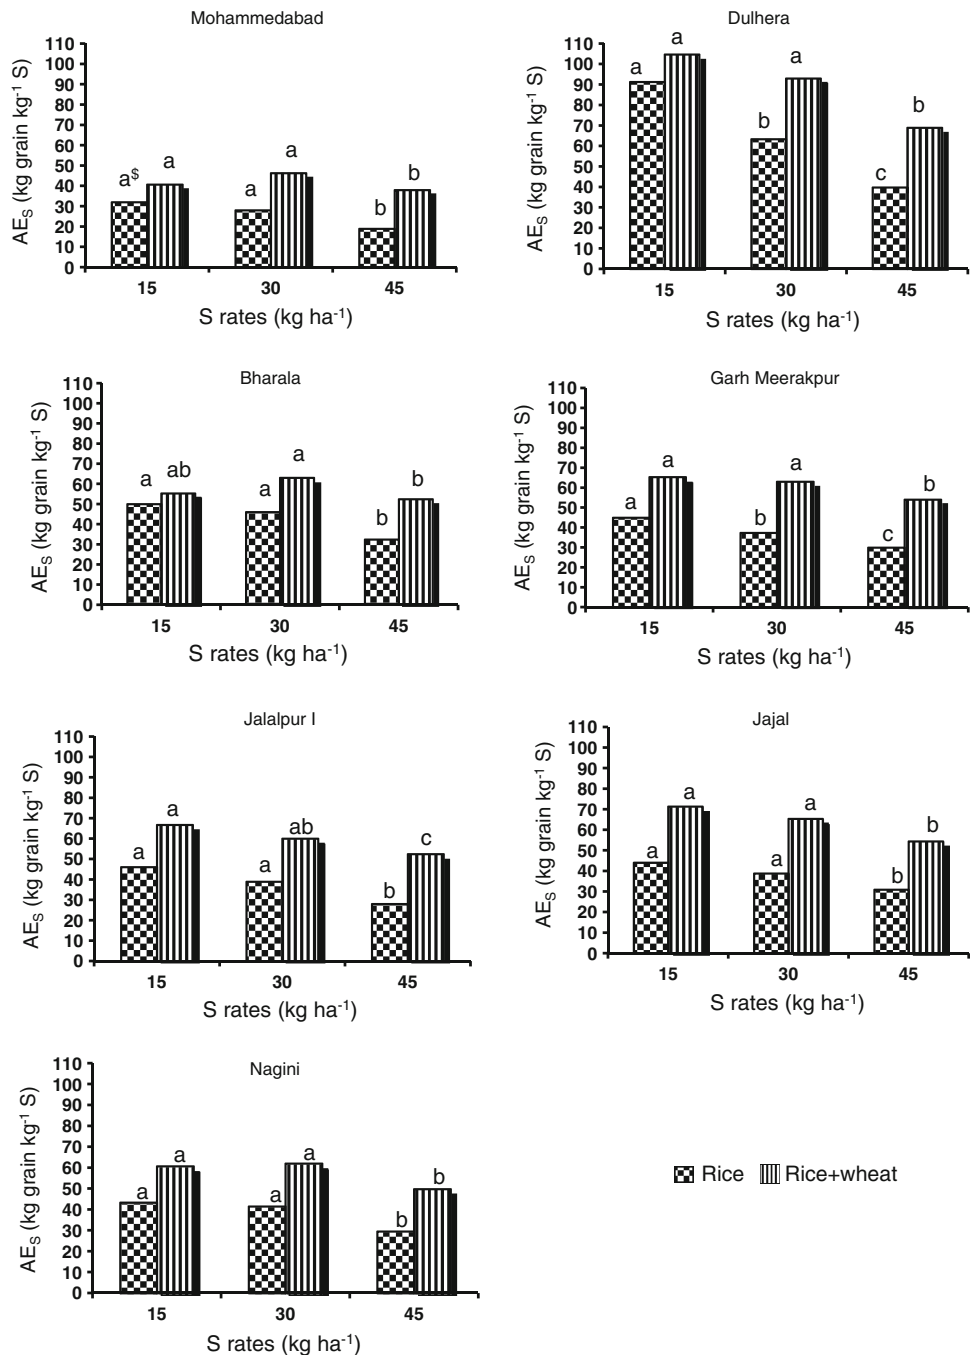 Mohammedabad
AE_S (kg grain kg⁻¹ S)
110
100
90
80
70
60
50
40
30
20
10
0
a$ a a a b b
15 30 45
S rates (kg ha⁻¹)
Dulhera
AE_S (kg grain kg⁻¹ S)
110
100
90
80
70
60
50
40
30
20
10
0
a a b a c b
15 30 45
S rates (kg ha⁻¹)
Bharala
AE_S (kg grain kg⁻¹ S)
110
100
90
80
70
60
50
40
30
20
10
0
a ab a a b b
15 30 45
S rates (kg ha⁻¹)
Garh Meerakpur
AE_S (kg grain kg⁻¹ S)
110
100
90
80
70
60
50
40
30
20
10
0
a a b a c b
15 30 45
S rates (kg ha⁻¹)
Jalalpur I
AE_S (kg grain kg⁻¹ S)
110
100
90
80
70
60
50
40
30
20
10
0
a a a ab b c
15 30 45
S rates (kg ha⁻¹)
Jajal
AE_S (kg grain kg⁻¹ S)
110
100
90
80
70
60
50
40
30
20
10
0
a a a a b b
15 30 45
S rates (kg ha⁻¹)
Nagini
AE_S (kg grain kg⁻¹ S)
110
100
90
80
70
60
50
40
30
20
10
0
a a a a b b
15 30 45
S rates (kg ha⁻¹)
Rice Rice+wheat